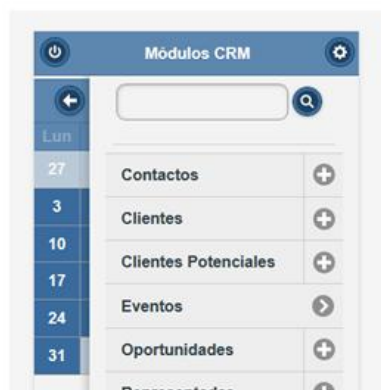 Módulos CRM
Lun
27
3
10
17
24
31
Contactos
Clientes
Clientes Potenciales
Eventos
Oportunidades